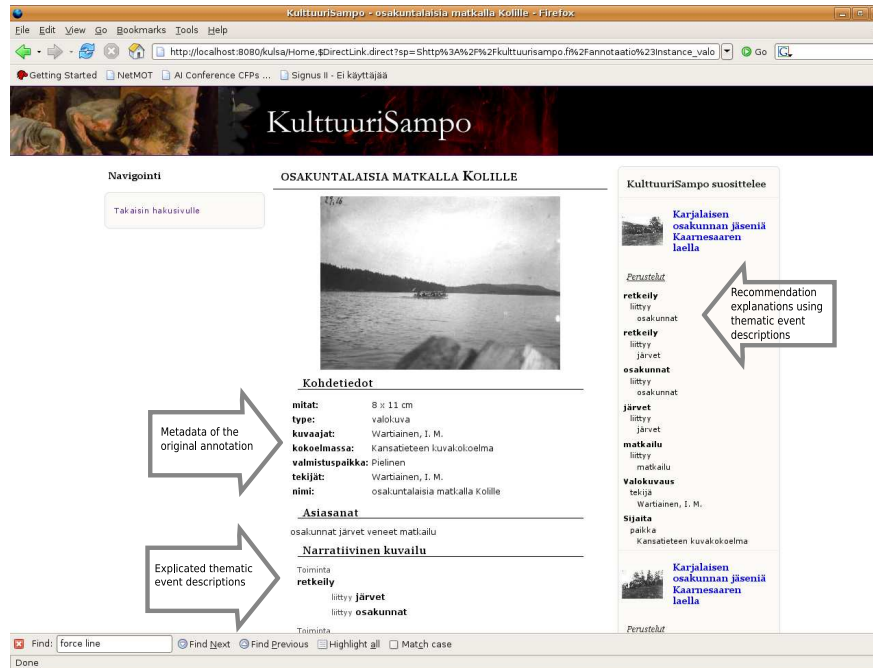 KulttuuriSampo - osakuntalaisia matkalla Kolille - Firefox
File Edit View Go Bookmarks Tools Help
http://localhost:8080/kulsa/Home,$DirectLink.direct?sp=Shttp%3A%2F%2Fkulttuurisampo.fi%2Fannotaatio%23Instance_valo Go
Getting Started NetMOT AI Conference CFPs ... Signus II - Ei käyttäjää
KulttuuriSampo
Navigointi
Takaisin hakusivulle
OSAKUNTALAISIA MATKALLA KOLILLE
29,16
Kohdetiedot
mitat: 8 x 11 cm
type: valokuva
kuvaajat: Wartiainen, I. M.
kokoelmassa: Kansatieteen kuvakokoelma
valmistuspaikka: Pielinen
tekijät: Wartiainen, I. M.
nimi: osakuntalaisia matkalla Kolille
Asiasanat
osakunnat järvet veneet matkailu
Narratiivinen kuvailu
Toiminta
retkeily
liittyy järvet
liittyy osakunnat
Toiminta
Metadata of the
original annotation
Explicated thematic
event descriptions
KulttuuriSampo suosittelee
Karjalaisen
osakunnan jäseniä
Kaarnesaaren
laella
Perustelut
retkeily
liittyy
osakunnat
retkeily
liittyy
järvet
osakunnat
liittyy
osakunnat
järvet
liittyy
järvet
matkailu
liittyy
matkailu
Valokuvaus
tekijä
Wartiainen, I. M.
Sijaita
paikka
Kansatieteen kuvakokoelma
Karjalaisen
osakunnan jäseniä
Kaarnesaaren
laella
Perustelut
Recommendation
explanations using
thematic event
descriptions
Find: force line Find Next Find Previous Highlight all Match case
Done